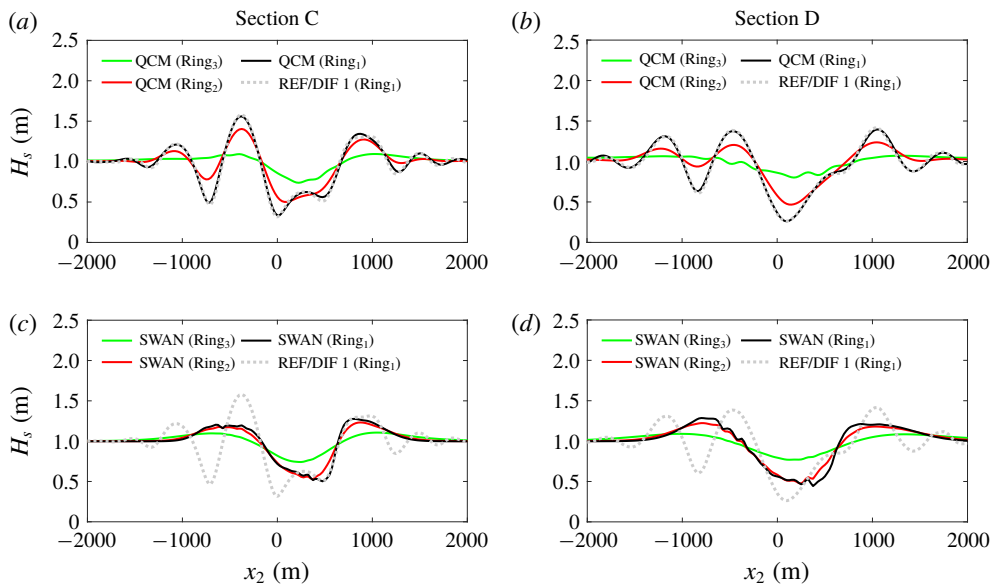 Section C
Section D
(a)
(b)
2.5
2.0
1.5
1.0
0.5
0
H_s (m)
QCM (Ring₃)
QCM (Ring₁)
QCM (Ring₂)
REF/DIF 1 (Ring₁)
−2000
−1000
0
1000
2000
2.5
2.0
1.5
1.0
0.5
0
QCM (Ring₃)
QCM (Ring₁)
QCM (Ring₂)
REF/DIF 1 (Ring₁)
−2000
−1000
0
1000
2000
(c)
(d)
2.5
2.0
1.5
1.0
0.5
0
H_s (m)
SWAN (Ring₃)
SWAN (Ring₁)
SWAN (Ring₂)
REF/DIF 1 (Ring₁)
−2000
−1000
0
1000
2000
x₂ (m)
2.5
2.0
1.5
1.0
0.5
0
SWAN (Ring₃)
SWAN (Ring₁)
SWAN (Ring₂)
REF/DIF 1 (Ring₁)
−2000
−1000
0
1000
2000
x₂ (m)